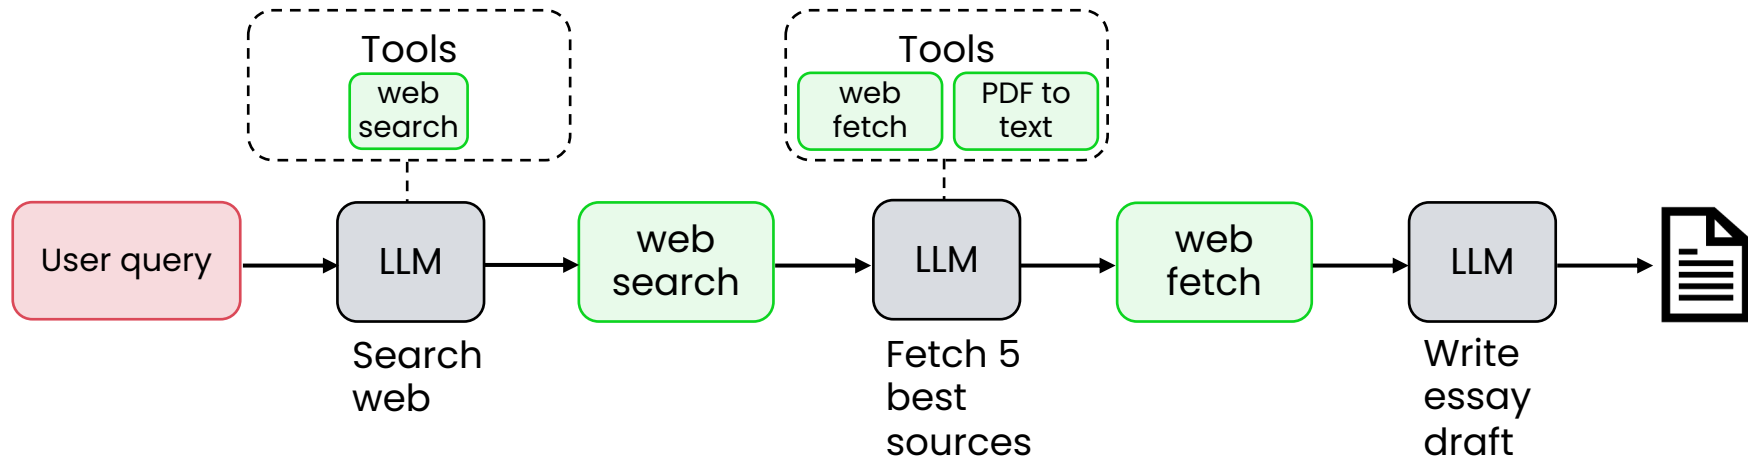 Tools
web
search
Tools
web
fetch
PDF to
text
User query
LLM
web
search
LLM
web
fetch
LLM
Search
web
Fetch 5
best
sources
Write
essay
draft